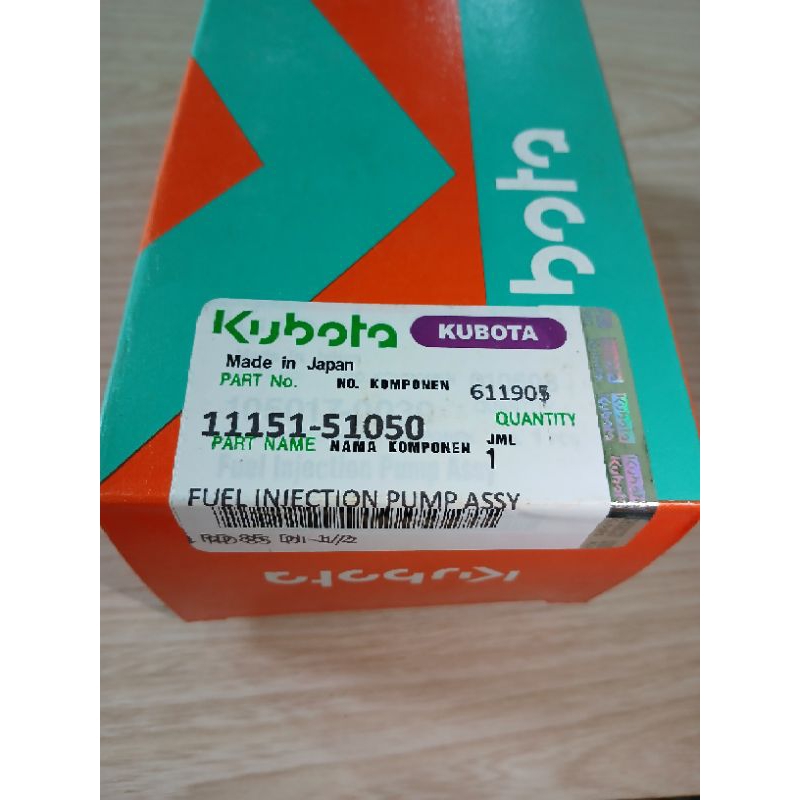 kubota
Kubota KUBOTA
Made in Japan
PART No. NO. KOMPONEN 61190$
11151-51050 QUANTITY
PART NAME NAMA KOMPONEN JML
1
FUEL INJECTION PUMP ASSY
Kubota